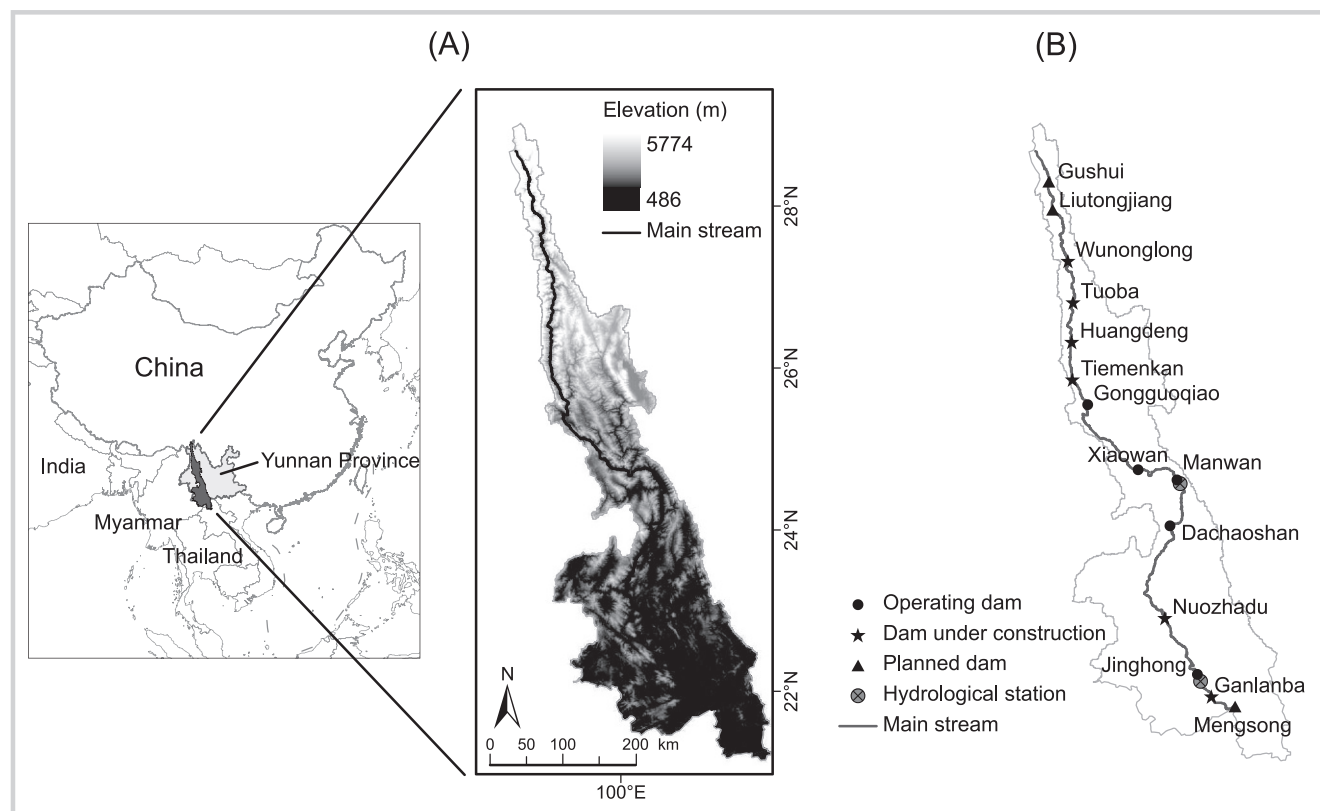 (A)
(B)
Elevation (m)
5774
486
Main stream
28°N
26°N
24°N
22°N
100°E
N
0 50 100 200 km
China
India
Yunnan Province
Myanmar
Thailand
Gushui
Liutongjiang
Wunonglong
Tuoba
Huangdeng
Tiemenkan
Gongguoqiao
Xiaowan
Manwan
Dachaoshan
Nuozhadu
Jinghong
Ganlanba
Mengsong
Operating dam
Dam under construction
Planned dam
Hydrological station
Main stream